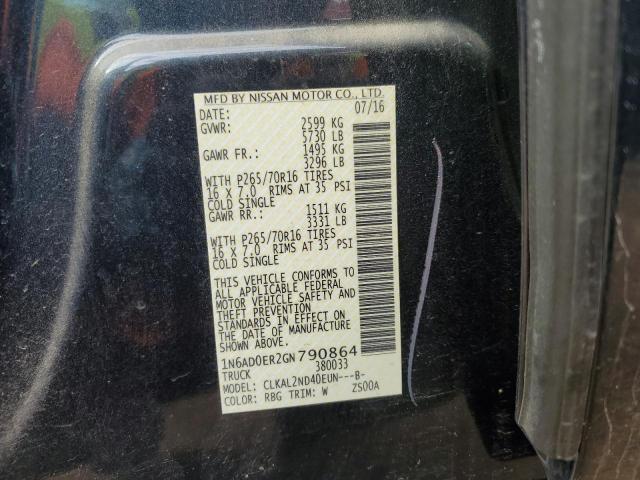 MFD BY NISSAN MOTOR CO., LTD.
DATE: 07/16
GVWR: 2599 KG
5730 LB
GAWR FR.: 1495 KG
3296 LB
WITH P265/70R16 TIRES
16 X 7.0 RIMS AT 35 PSI
COLD SINGLE
GAWR RR.: 1511 KG
3331 LB
WITH P265/70R16 TIRES
16 X 7.0 RIMS AT 35 PSI
COLD SINGLE
THIS VEHICLE CONFORMS TO
ALL APPLICABLE FEDERAL
MOTOR VEHICLE SAFETY AND
THEFT PREVENTION
STANDARDS IN EFFECT ON
THE DATE OF MANUFACTURE
SHOWN ABOVE.
1N6AD0ER2GN790864
TRUCK 380033
MODEL: CLKAL2ND40EUN---B-
COLOR: RBG TRIM: W ZS00A